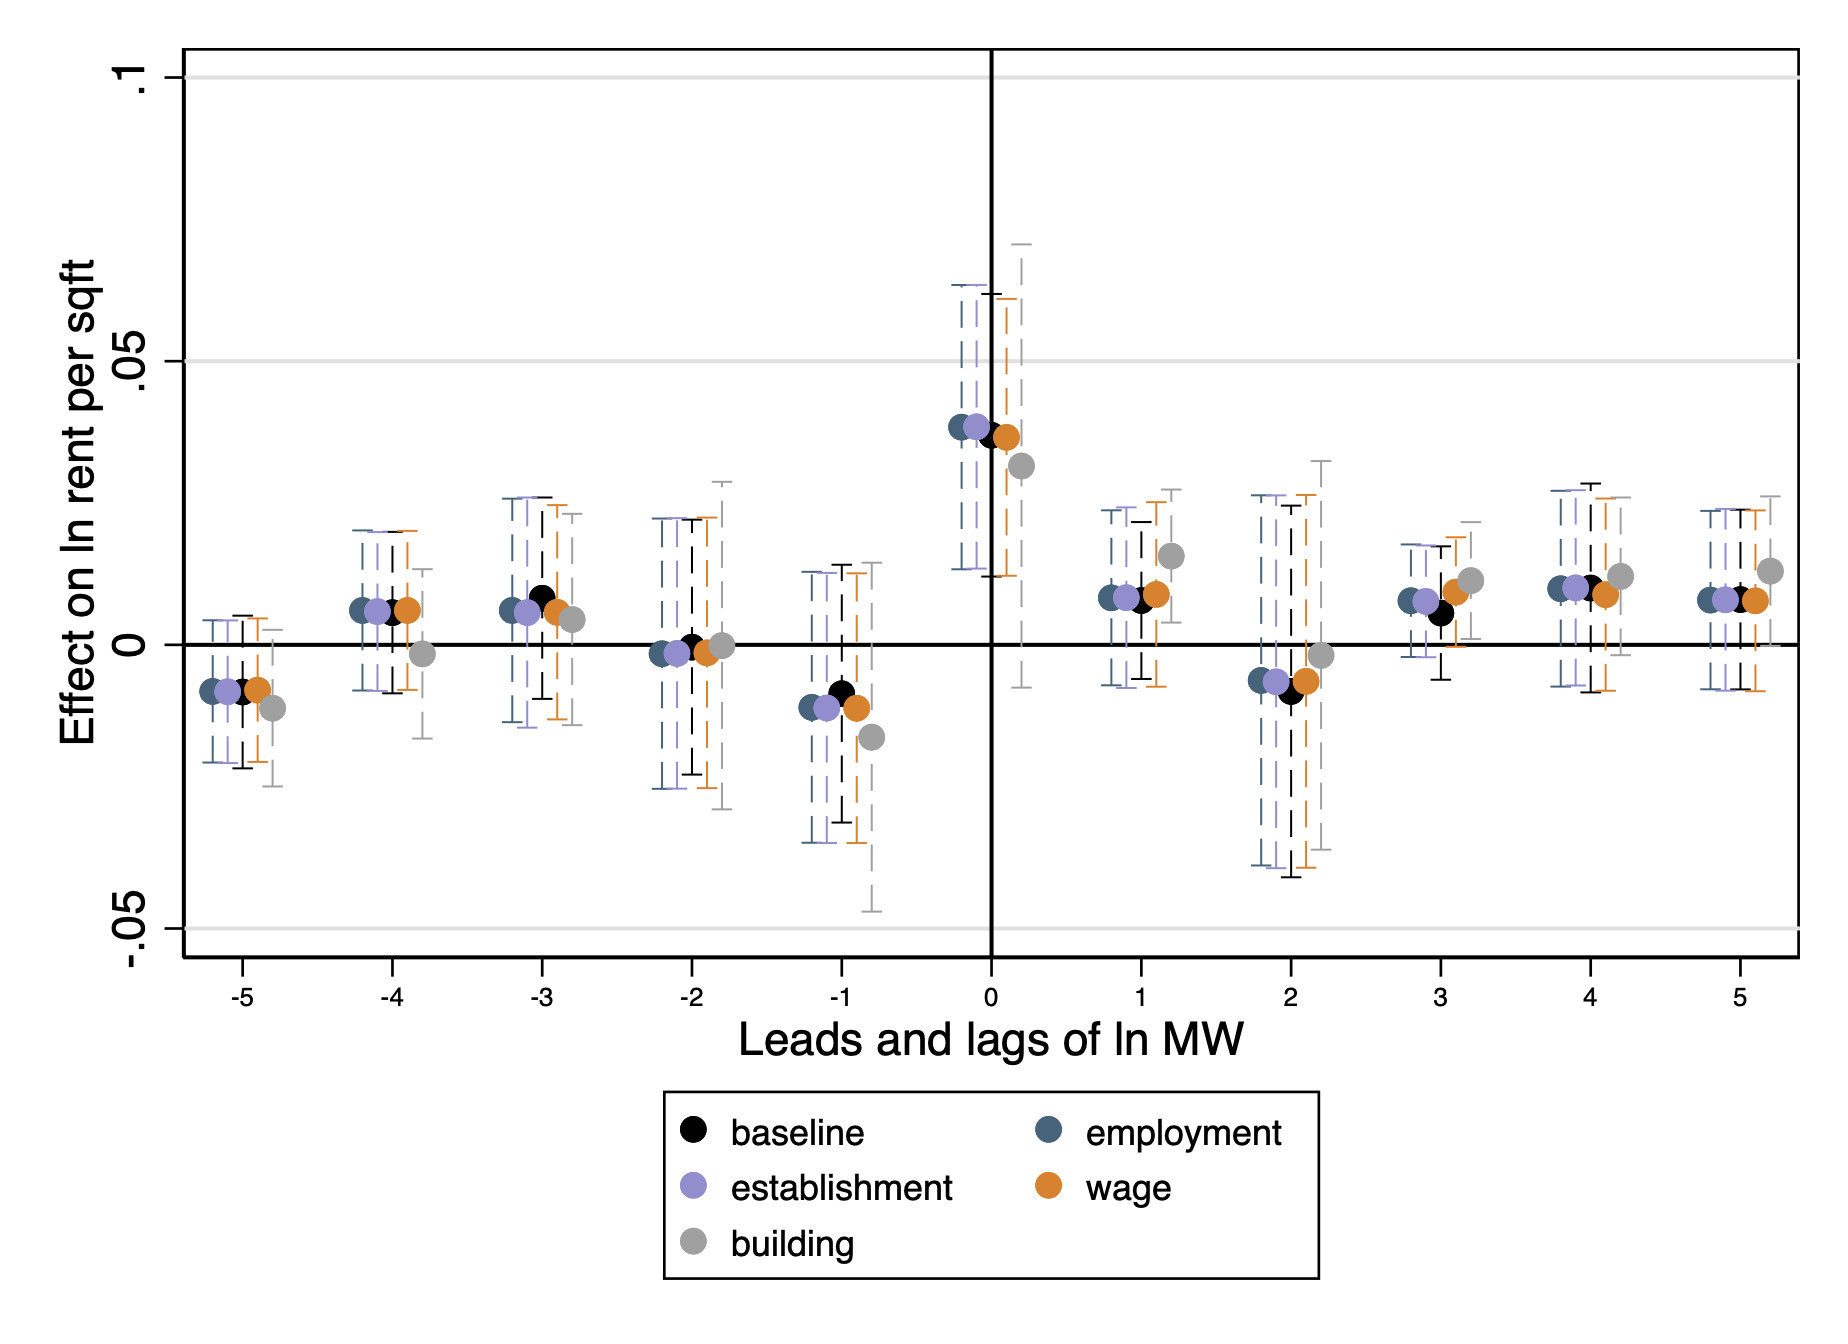 Effect on ln rent per sqft
.1
.05
0
-.05
-5 -4 -3 -2 -1 0 1 2 3 4 5
Leads and lags of ln MW
baseline employment
establishment wage
building